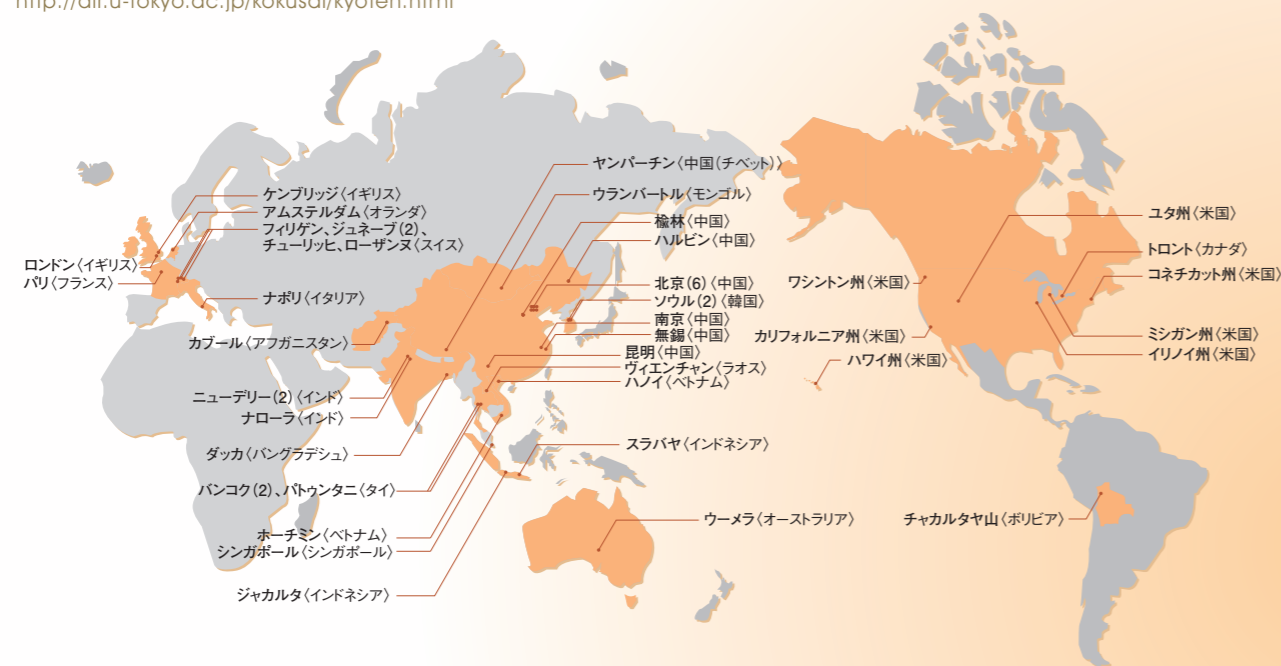 http://dir.u-tokyo.ac.jp/kokusai/kyoten.html
ケンブリッジ〈イギリス〉
アムステルダム〈オランダ〉
フィリゲン、ジュネーブ(2)、
チューリッヒ、ローザンヌ〈スイス〉
ロンドン〈イギリス〉
パリ〈フランス〉
ナポリ〈イタリア〉
カブール〈アフガニスタン〉
ニューデリー(2)〈インド〉
ナローラ〈インド〉
ダッカ〈バングラデシュ〉
バンコク(2)、パトゥンタニ〈タイ〉
ホーチミン〈ベトナム〉
シンガポール〈シンガポール〉
ジャカルタ〈インドネシア〉
ヤンパーチン〈中国(チベット)〉
ウランバートル〈モンゴル〉
楡林〈中国〉
ハルビン〈中国〉
北京(6)〈中国〉
ソウル(2)〈韓国〉
南京〈中国〉
無錫〈中国〉
昆明〈中国〉
ヴィエンチャン〈ラオス〉
ハノイ〈ベトナム〉
スラバヤ〈インドネシア〉
ウーメラ〈オーストラリア〉
ワシントン州〈米国〉
カリフォルニア州〈米国〉
ハワイ州〈米国〉
チャカルタヤ山〈ボリビア〉
ユタ州〈米国〉
トロント〈カナダ〉
コネチカット州〈米国〉
ミシガン州〈米国〉
イリノイ州〈米国〉